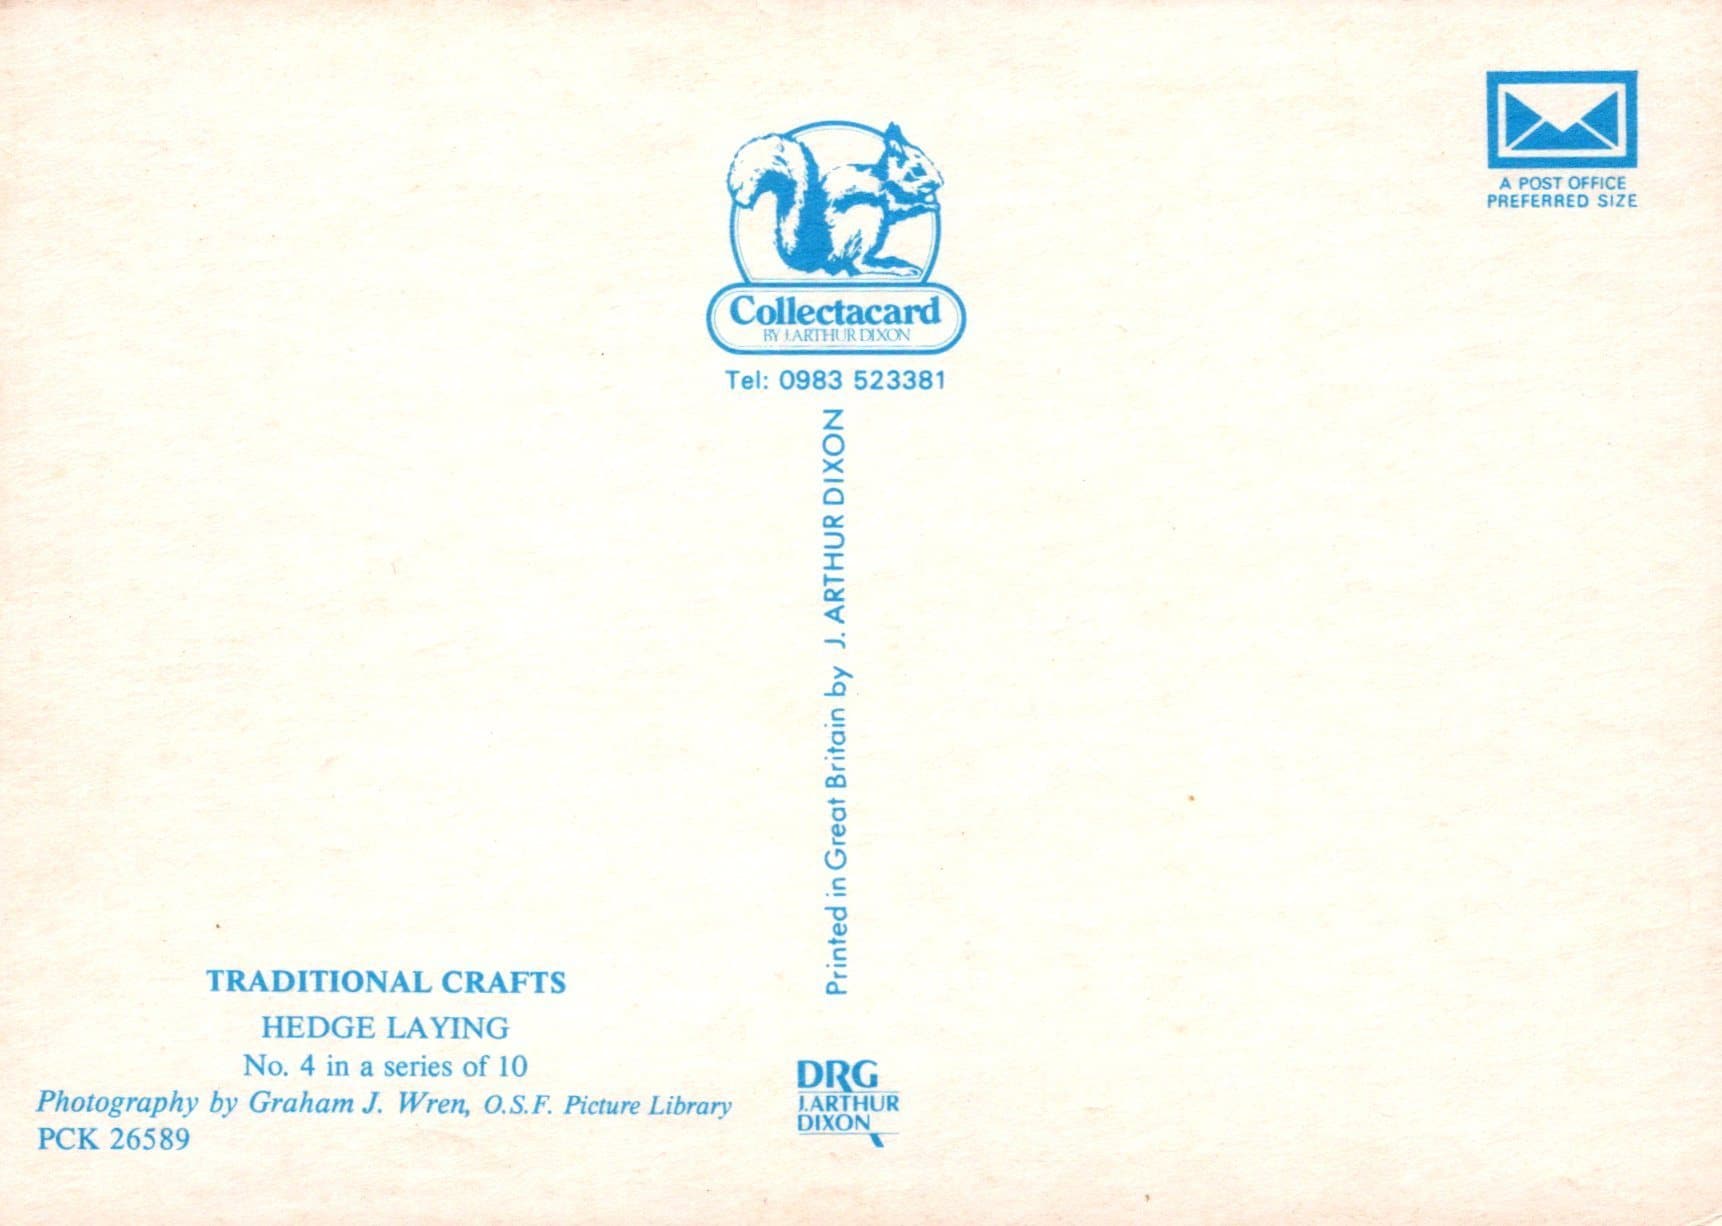 A POST OFFICE
PREFERRED SIZE
Collectacard
BY J.ARTHUR DIXON
Tel: 0983 523381
Printed in Great Britain by J. ARTHUR DIXON
TRADITIONAL CRAFTS
HEDGE LAYING
No. 4 in a series of 10
Photography by Graham J. Wren, O.S.F. Picture Library
PCK 26589
DRG
J.ARTHUR
DIXON